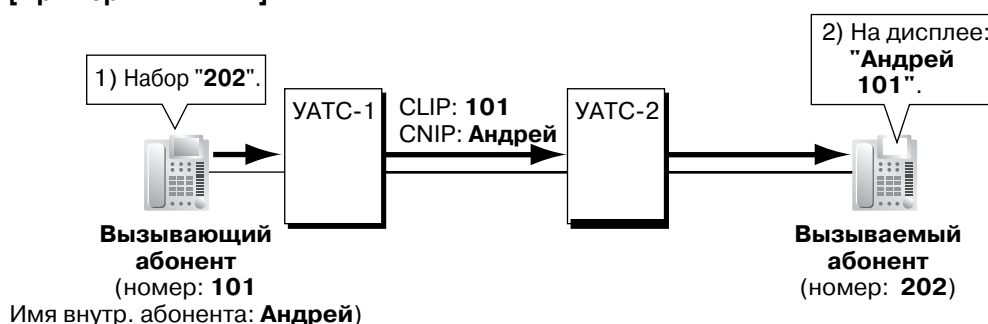 1) Набор "202".
УАТС-1
CLIP: 101
CNIP: Андрей
УАТС-2
2) На дисплее:
"Андрей
101".
Вызывающий
абонент
(номер: 101
Имя внутр. абонента: Андрей)
Вызываемый
абонент
(номер: 202)